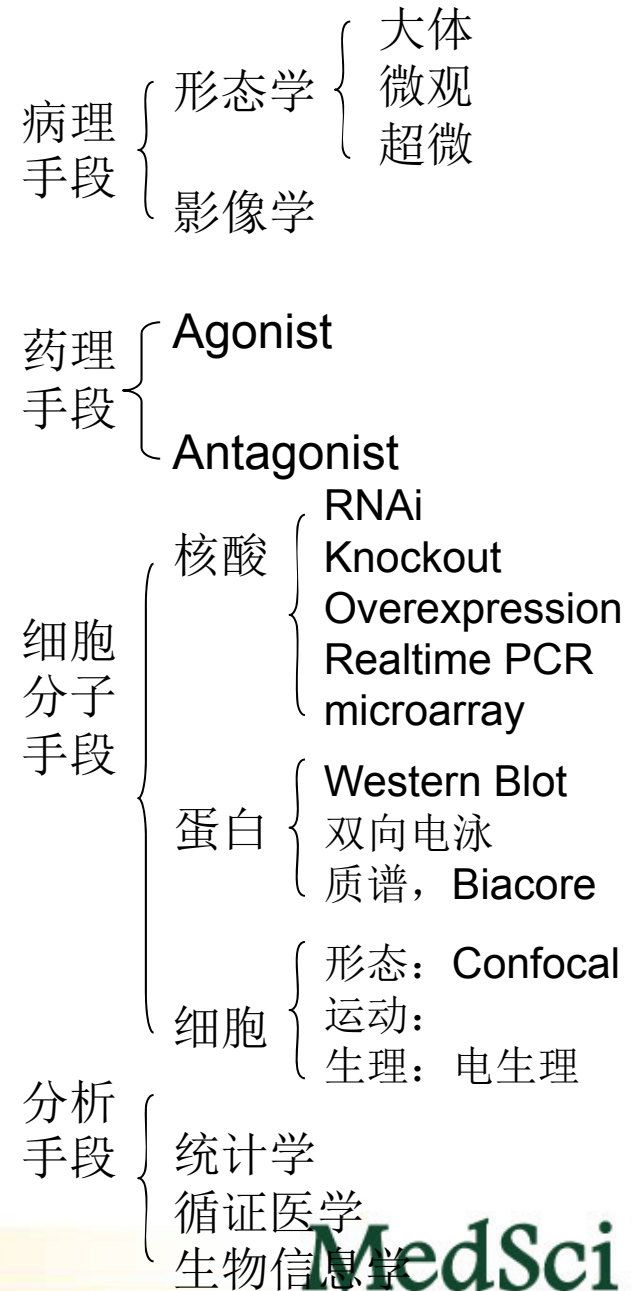 病理
手段
形态学
大体
微观
超微
影像学
药理
手段
Agonist
Antagonist
细胞
分子
手段
核酸
RNAi
Knockout
Overexpression
Realtime PCR
microarray
蛋白
Western Blot
双向电泳
质谱，Biacore
细胞
形态：Confocal
运动：
生理：电生理
分析
手段
统计学
循证医学
生物信息学
MedSci